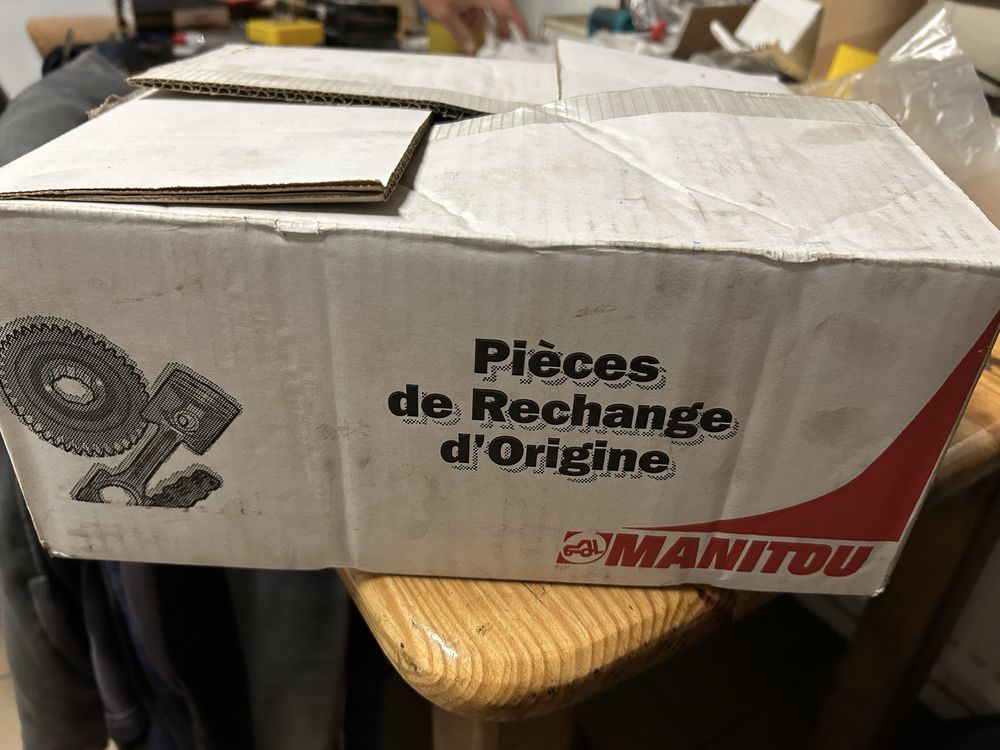 Pièces
de Rechange
d'Origine
MANITOU